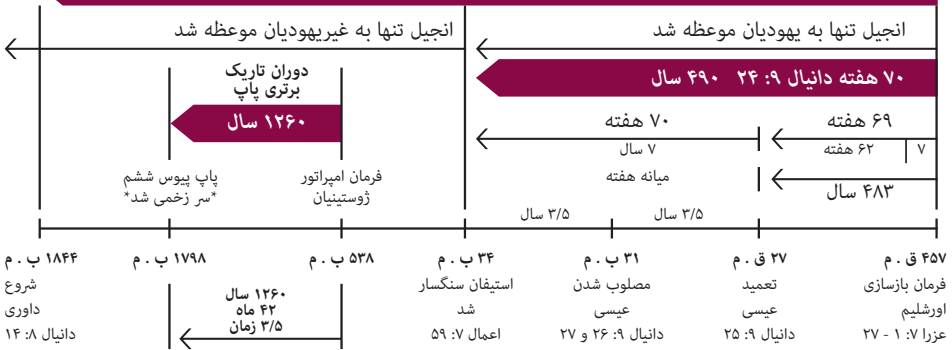 انجیل تنها به یهودیان موعظه شد
انجیل تنها به غیریهودیان موعظه شد
۷۰ هفته دانیال ۹: ۲۴ ۴۹۰ سال
دوران تاریک
برتری پاپ
۱۲۶۰ سال
۶۹ هفته
۷
۶۲ هفته
۴۸۳ سال
۷۰ هفته
۷ سال
میانه هفته
۳/۵ سال
۳/۵ سال
فرمان امپراتور
ژوستینیان
پاپ پیوس ششم
*سر زخمی شد*
۴۵۷ ق . م
فرمان بازسازی
اورشلیم
عزرا ۷: ۱ - ۲۷
۲۷ ق . م
تعمید
عیسی
دانیال ۹: ۲۵
۳۱ ب . م
مصلوب شدن
عیسی
دانیال ۹: ۲۶ و ۲۷
۳۴ ب . م
استیفان سنگسار
شد
اعمال ۷: ۵۹
۵۳۸ ب . م
۱۲۶۰ سال
۴۲ ماه
۳/۵ زمان
۱۷۹۸ ب . م
۱۸۴۴ ب . م
شروع
داوری
دانیال ۸: ۱۴